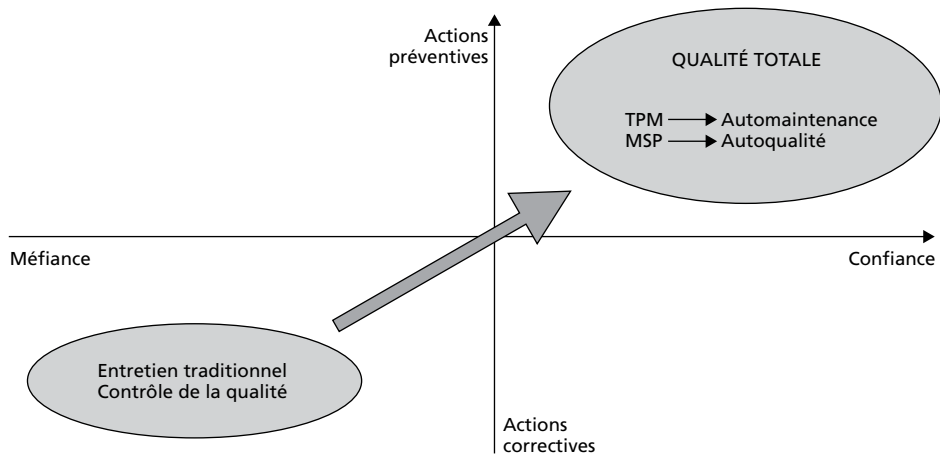 Actions
préventives
QUALITÉ TOTALE
TPM Automaintenance
MSP Autoqualité
Méfiance
Confiance
Entretien traditionnel
Contrôle de la qualité
Actions
correctives